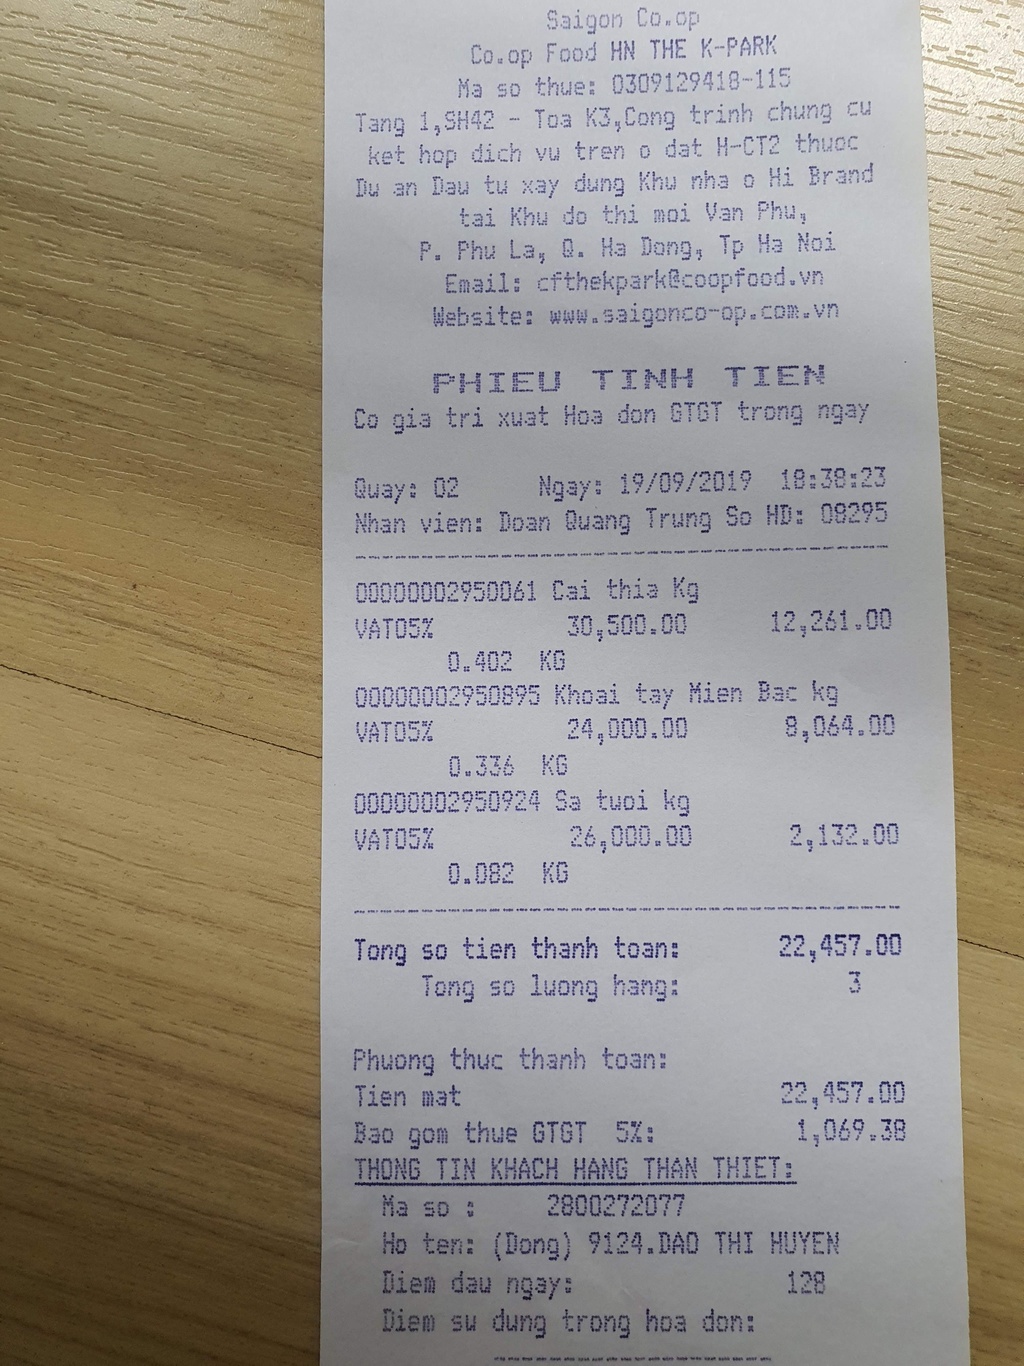 Saigon Co.op
Co.op Food HN THE K-PARK
Ma so thue: 0309129418-115
Tang 1,SH42 - Toa K3,Cong trinh chung cu
ket hop dich vu tren o dat H-CT2 thuoc
Du an Dau tu xay dung Khu nha o Hi Brand
tai Khu do thi moi Van Phu,
P. Phu La, Q. Ha Dong, Tp Ha Noi
Email: cfthekpark@coopfood.vn
Website: www.saigonco-op.com.vn
PHIEU TINH TIEN
Co gia tri xuat Hoa don GTGT trong ngay
Quay: 02 Ngay: 19/09/2019 18:38:23
Nhan vien: Doan Quang Trung So HD: 08295
00000002950061 Cai thia Kg
VAT05% 30,500.00 12,261.00
0.402 KG
00000002950895 Khoai tay Mien Bac kg
VAT05% 24,000.00 8,064.00
0.336 KG
00000002950924 Sa tuoi kg
VAT05% 26,000.00 2,132.00
0.082 KG
Tong so tien thanh toan: 22,457.00
Tong so luong hang: 3
Phuong thuc thanh toan:
Tien mat 22,457.00
Bao gom thue GTGT 5%: 1,069.38
THONG TIN KHACH HANG THAN THIET:
Ma so : 2800272077
Ho ten: (Dong) 9124.DAO THI HUYEN
Diem dau ngay: 128
Diem su dung trong hoa don: